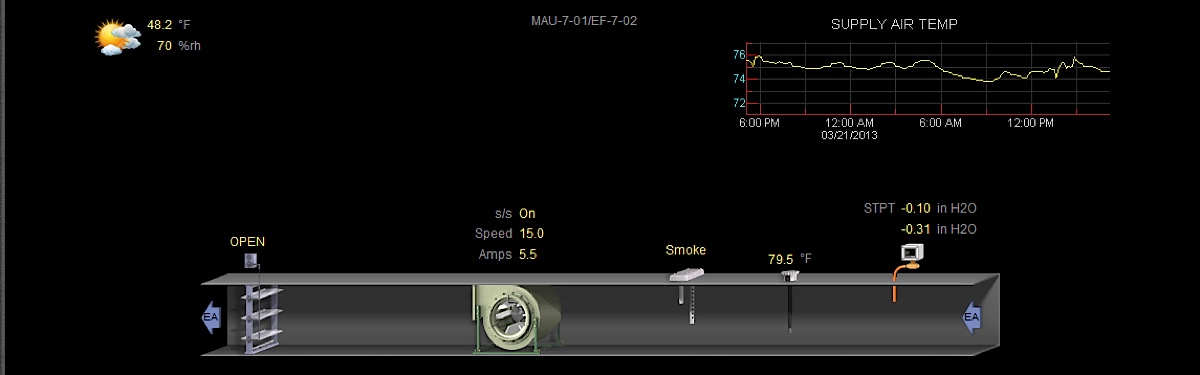 48.2 °F
70 %rh
MAU-7-01/EF-7-02
SUPPLY AIR TEMP
76
74
72
6:00 PM 12:00 AM 6:00 AM 12:00 PM
03/21/2013
STPT -0.10 in H2O
-0.31 in H2O
s/s On
Speed 15.0
Amps 5.5
OPEN
Smoke
79.5 °F
EA
EA